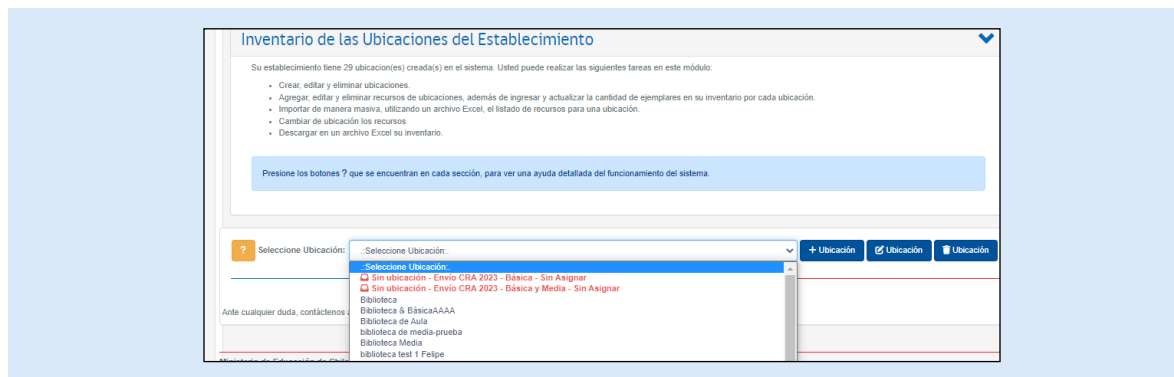 Inventario de las Ubicaciones del Establecimiento
Su establecimiento tiene 29 ubicacion(es) creada(s) en el sistema. Usted puede realizar las siguientes tareas en este módulo:
Crear, editar y eliminar ubicaciones.
Agregar, editar y eliminar recursos de ubicaciones, además de ingresar y actualizar la cantidad de ejemplares en su inventario por cada ubicación.
Importar de manera masiva, utilizando un archivo Excel, el listado de recursos para una ubicación.
Cambiar de ubicación los recursos
Descargar en un archivo Excel su inventario.
Presione los botones ? que se encuentran en cada sección, para ver una ayuda detallada del funcionamiento del sistema.
? Seleccione Ubicación: .:Seleccione Ubicación:. + Ubicación Ubicación Ubicación
.:Seleccione Ubicación:.
Sin ubicación - Envío CRA 2023 - Básica - Sin Asignar
Sin ubicación - Envío CRA 2023 - Básica y Media - Sin Asignar
Biblioteca
Biblioteca & BásicaAAAA
Ante cualquier duda, contáctenos
Biblioteca de Aula
biblioteca de media-prueba
Biblioteca Media
biblioteca test 1 Felipe
Ministerio de Educación de Chile